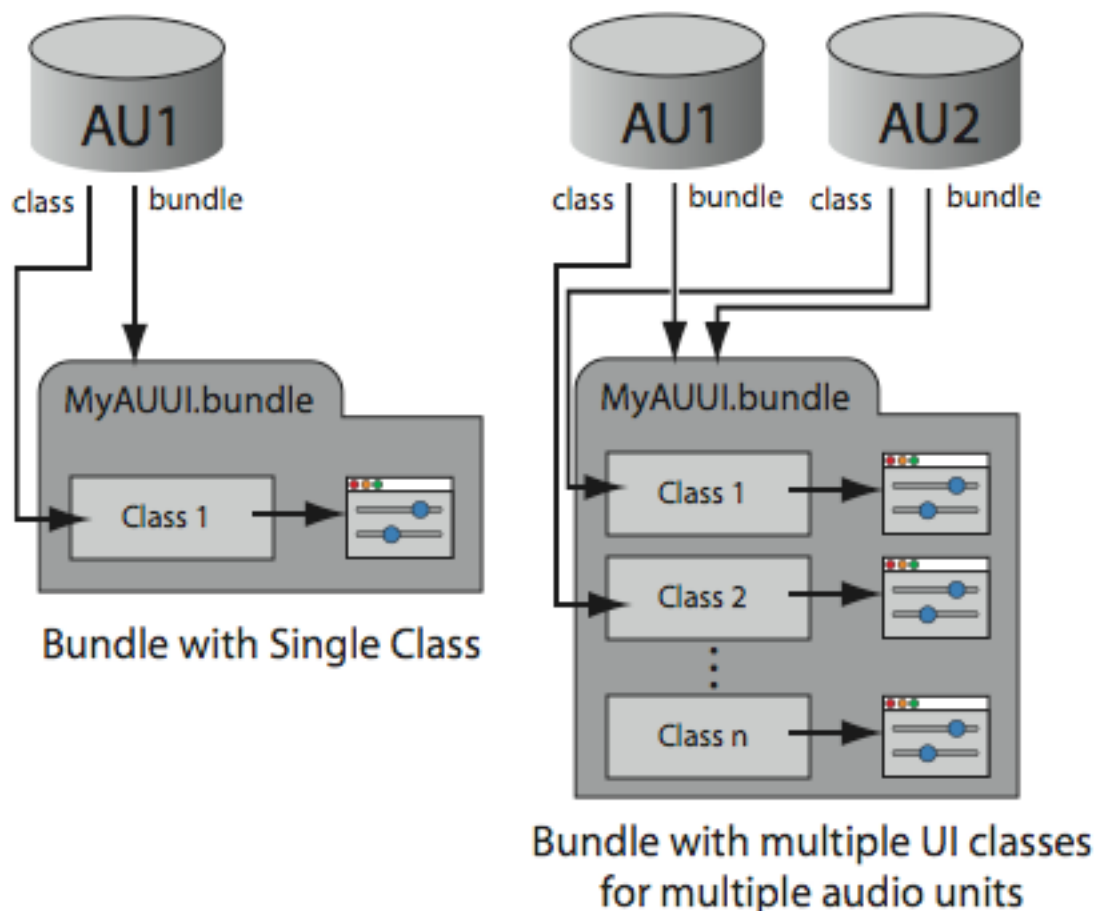 AU1
class
bundle
MyAUUI.bundle
Class 1
Bundle with Single Class
AU1
AU2
class
bundle
class
bundle
MyAUUI.bundle
Class 1
Class 2
Class n
Bundle with multiple UI classes
for multiple audio units